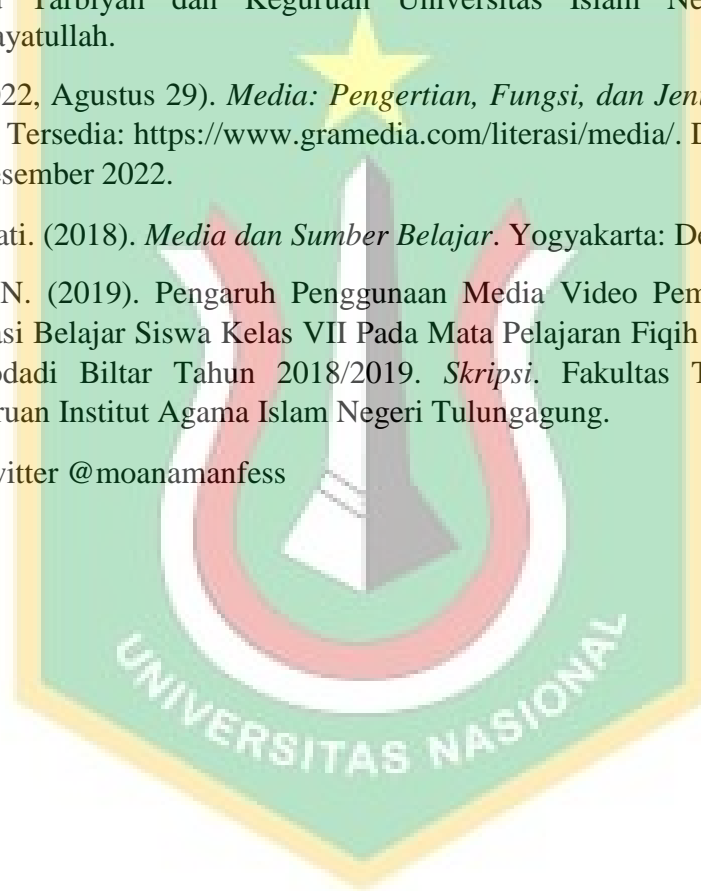 Tarbiyah dan Keguruan Universitas Islam Ne
ayatullah.
22, Agustus 29). Media: Pengertian, Fungsi, dan Jen
Tersedia: https://www.gramedia.com/literasi/media/. D
esember 2022.
ati. (2018). Media dan Sumber Belajar. Yogyakarta: De
N. (2019). Pengaruh Penggunaan Media Video Pem
asi Belajar Siswa Kelas VII Pada Mata Pelajaran Fiqih
odadi Biltar Tahun 2018/2019. Skripsi. Fakultas T
ruan Institut Agama Islam Negeri Tulungagung.
witter @moanamanfess
UNIVERSITAS NASIONAL